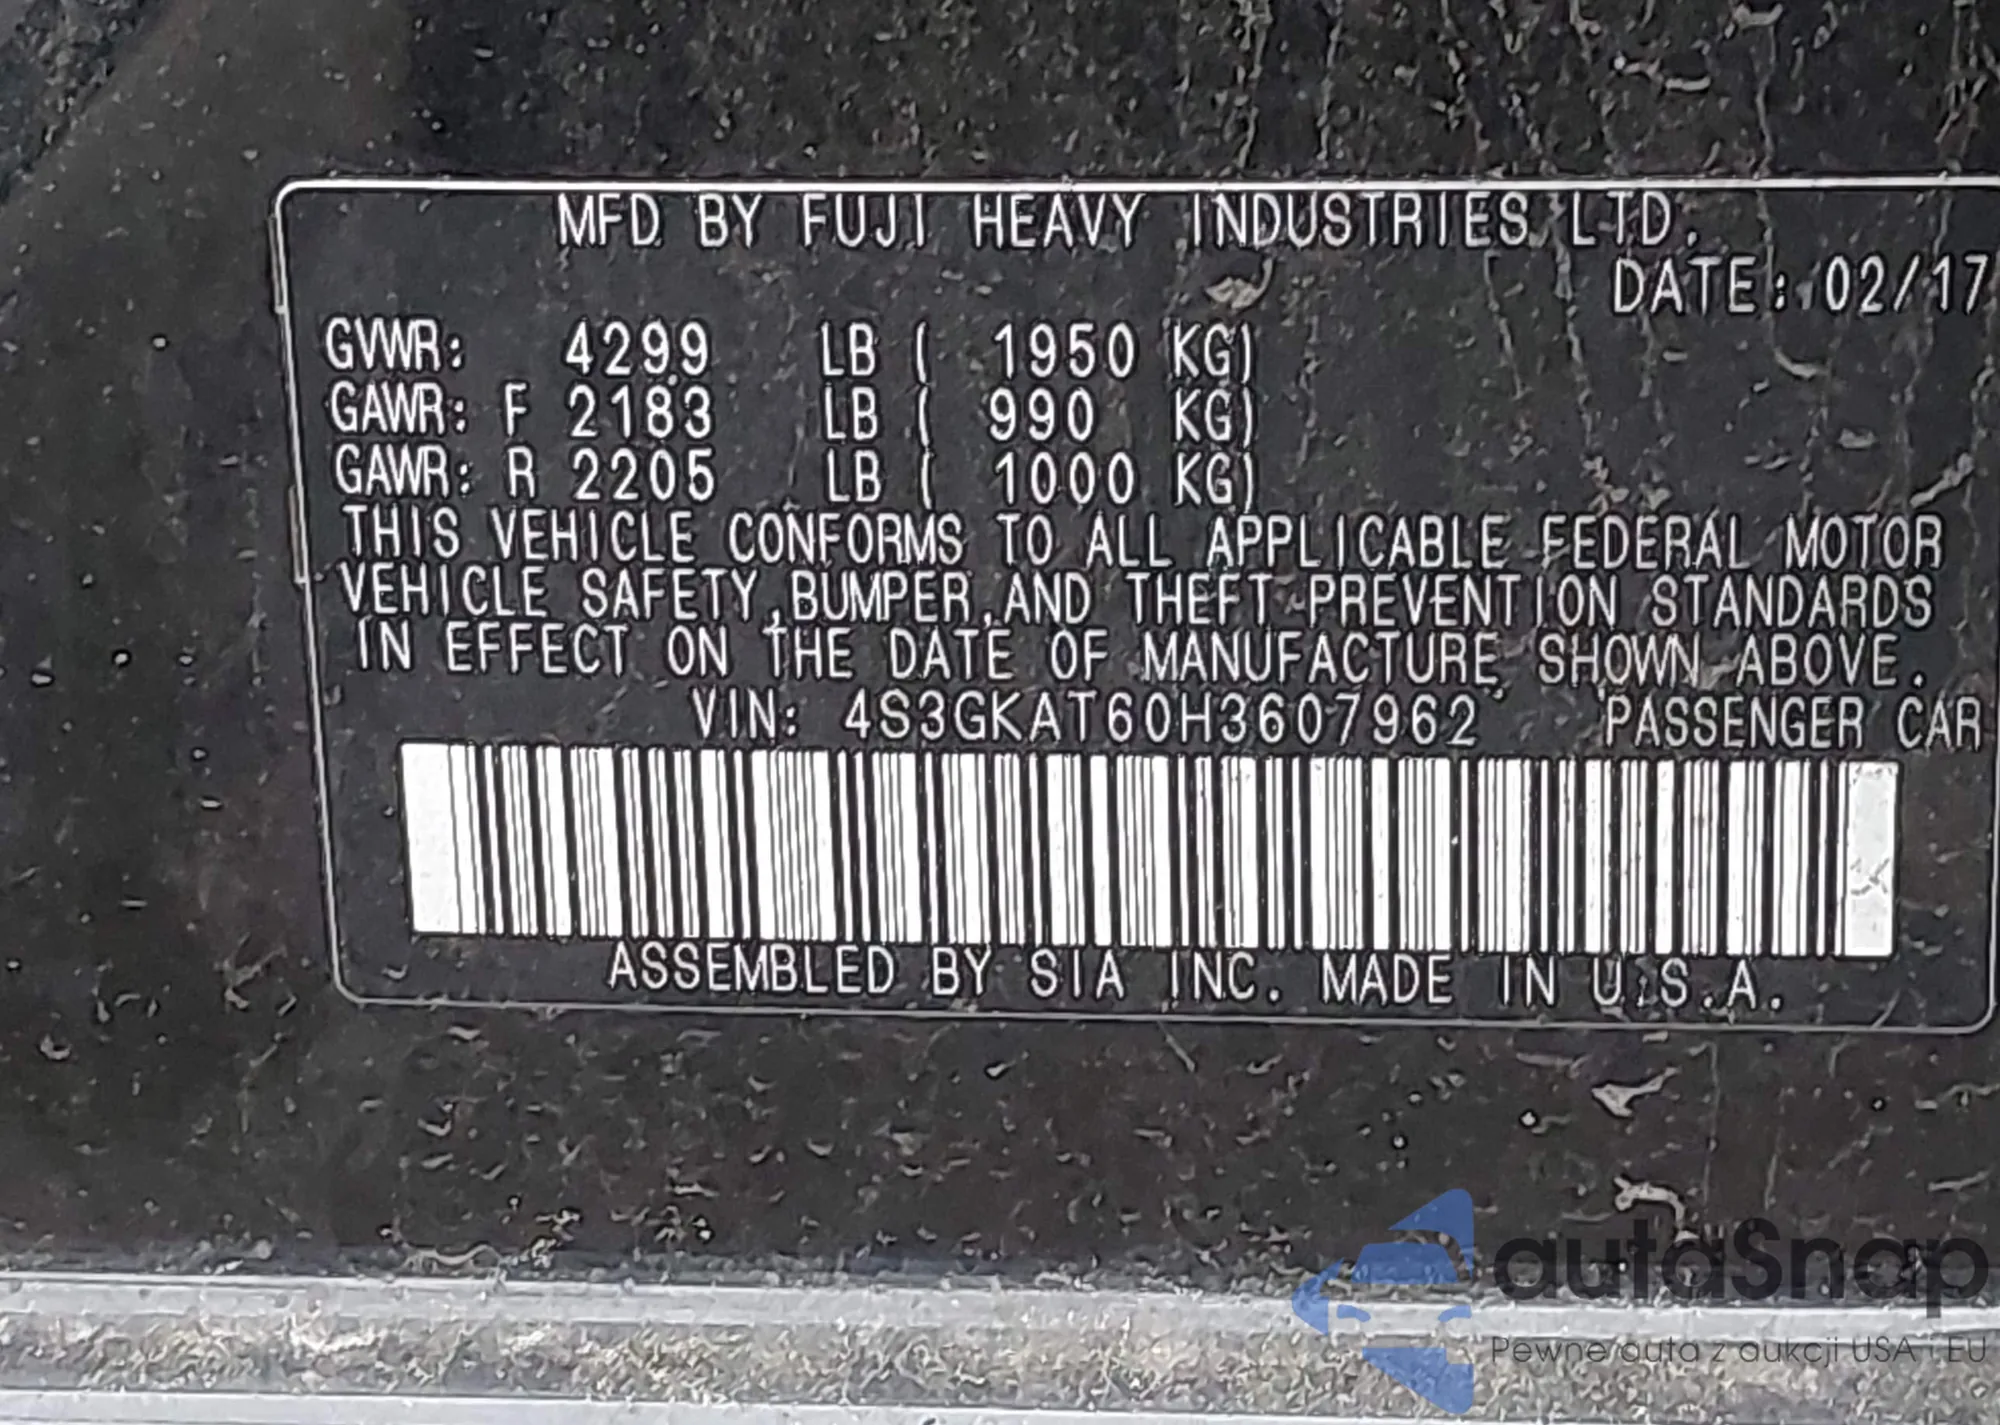 MFD BY FUJI HEAVY INDUSTRIES LTD.
DATE: 02/17
GVWR: 4299 LB ( 1950 KG)
GAWR: F 2183 LB ( 990 KG)
GAWR: R 2205 LB ( 1000 KG)
THIS VEHICLE CONFORMS TO ALL APPLICABLE FEDERAL MOTOR
VEHICLE SAFETY,BUMPER,AND THEFT PREVENTION STANDARDS
IN EFFECT ON THE DATE OF MANUFACTURE SHOWN ABOVE.
VIN: 4S3GKAT60H3607962 PASSENGER CAR
ASSEMBLED BY SIA INC. MADE IN U.S.A.
autaSnap
Pewne auta z aukcji USA i EU